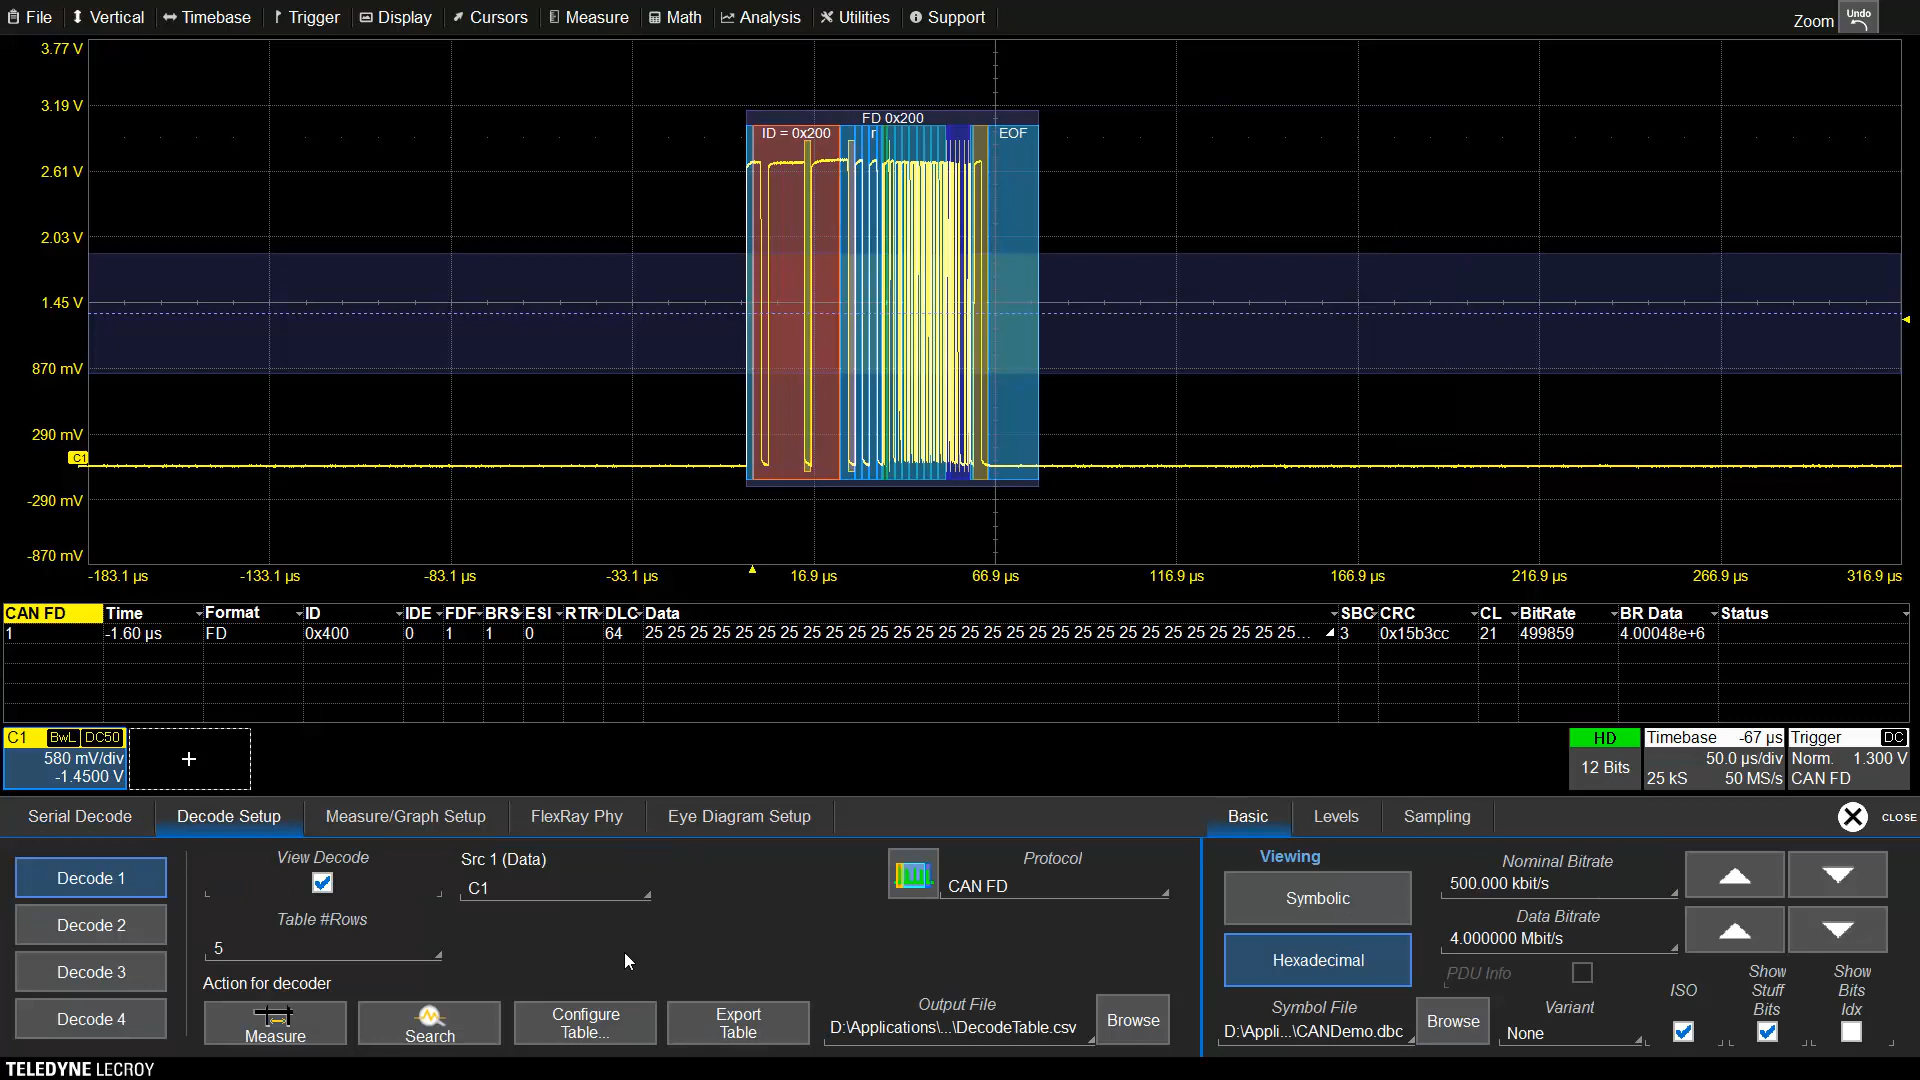 File Vertical Timebase Trigger Display Cursors Measure Math Analysis Utilities Support Zoom Undo
3.77 V
3.19 V
2.61 V
2.03 V
1.45 V
870 mV
290 mV
-290 mV
-870 mV
FD 0x200
ID = 0x200 r EOF
C1
-183.1 µs -133.1 µs -83.1 µs -33.1 µs 16.9 µs 66.9 µs 116.9 µs 166.9 µs 216.9 µs 266.9 µs 316.9 µs
CAN FD Time Format ID IDE FDF BRS ESI RTR DLC Data SBC CRC CL BitRate BR Data Status
1 -1.60 µs FD 0x400 0 1 1 0 64 25 25 25 25 25 25 25 25 25 25 25 25 25 25 25 25 25 25 25 25 25 25 25 25 25 25 25 25 25... 3 0x15b3cc 21 499859 4.00048e+6
C1 BwL DC50
580 mV/div
-1.4500 V
+
HD
12 Bits
Timebase -67 µs
50.0 µs/div
25 kS 50 MS/s
Trigger DC
Norm. 1.300 V
CAN FD
Serial Decode Decode Setup Measure/Graph Setup FlexRay Phy Eye Diagram Setup Basic Levels Sampling CLOSE
Decode 1
Decode 2
Decode 3
Decode 4
View Decode
Table #Rows
5
Action for decoder
Measure
Search
Configure
Table...
Export
Table
Src 1 (Data)
C1
Protocol
CAN FD
Output File
D:\Applications\...\DecodeTable.csv
Browse
Viewing
Symbolic
Hexadecimal
Symbol File
D:\Appli...\CANDemo.dbc
Browse
Nominal Bitrate
500.000 kbit/s
Data Bitrate
4.000000 Mbit/s
PDU Info
Variant
None
ISO
Show
Stuff
Bits
Show
Bits
Idx
TELEDYNE LECROY